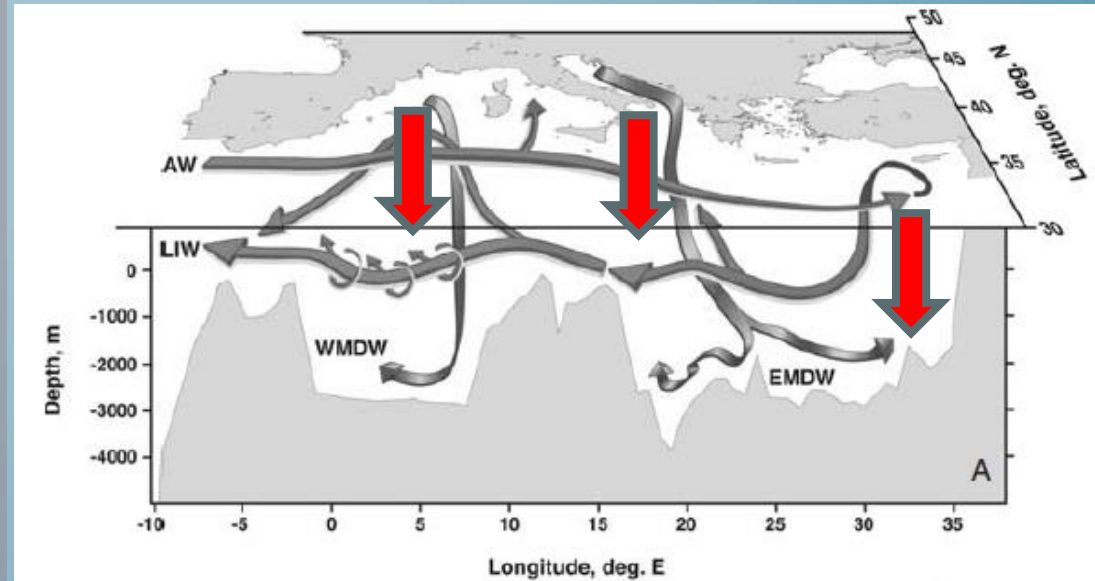 50
45
40
35
30
Latitude, deg. N
AW
LIW
WMDW
EMDW
A
0
-1000
-2000
-3000
-4000
Depth, m
-10 -5 0 5 10 15 20 25 30 35
Longitude, deg. E